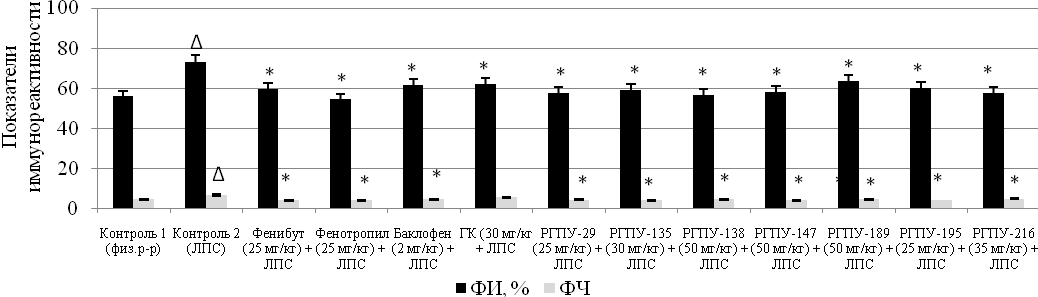 Показатели
иммунореактивности
100
80
60
40
20
0
Δ
Δ
* * * * * * * * * * *
* * * * * * * * * * *
Контроль 1
(физ.р-р)
Контроль 2
(ЛПС)
Фенибут
(25 мг/кг) +
ЛПС
Фенотропил
(25 мг/кг) +
ЛПС
Баклофен
(2 мг/кг) +
ЛПС
ГК (30 мг/кг
+ ЛПС
РГПУ-29
(25 мг/кг) +
ЛПС
РГПУ-135
(30 мг/кг) +
ЛПС
РГПУ-138
(50 мг/кг) +
ЛПС
РГПУ-147
(50 мг/кг) +
ЛПС
РГПУ-189
(50 мг/кг) +
ЛПС
РГПУ-195
(25 мг/кг) +
ЛПС
РГПУ-216
(35 мг/кг) +
ЛПС
ФИ, %
ФЧ